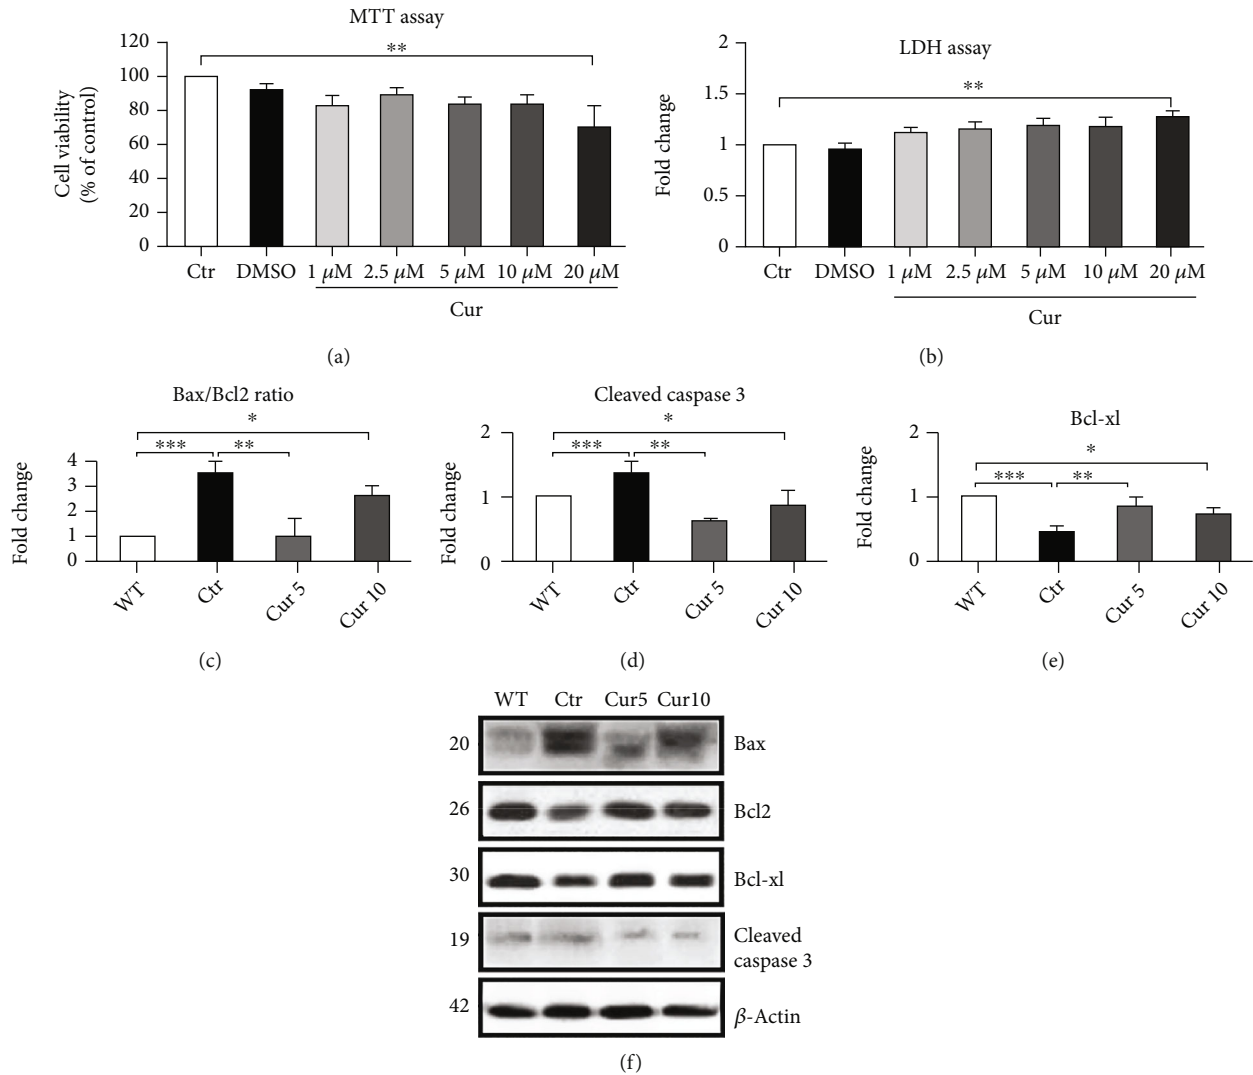 MTT assay
**
120
100
80
60
40
20
0
Cell viability
(% of control)
Ctr DMSO 1 μM 2.5 μM 5 μM 10 μM 20 μM
Cur
(a)
LDH assay
**
2
1.5
1
0.5
0
Fold change
Ctr DMSO 1 μM 2.5 μM 5 μM 10 μM 20 μM
Cur
(b)
Bax/Bcl2 ratio
*
*** **
4
3
2
1
0
Fold change
WT Ctr Cur 5 Cur 10
(c)
Cleaved caspase 3
*
*** **
2
1
0
Fold change
WT Ctr Cur 5 Cur 10
(d)
Bcl-xl
*
*** **
2
1
0
Fold change
WT Ctr Cur 5 Cur 10
(e)
WT Ctr Cur5 Cur10
20 Bax
26 Bcl2
30 Bcl-xl
19 Cleaved
caspase 3
42 β-Actin
(f)